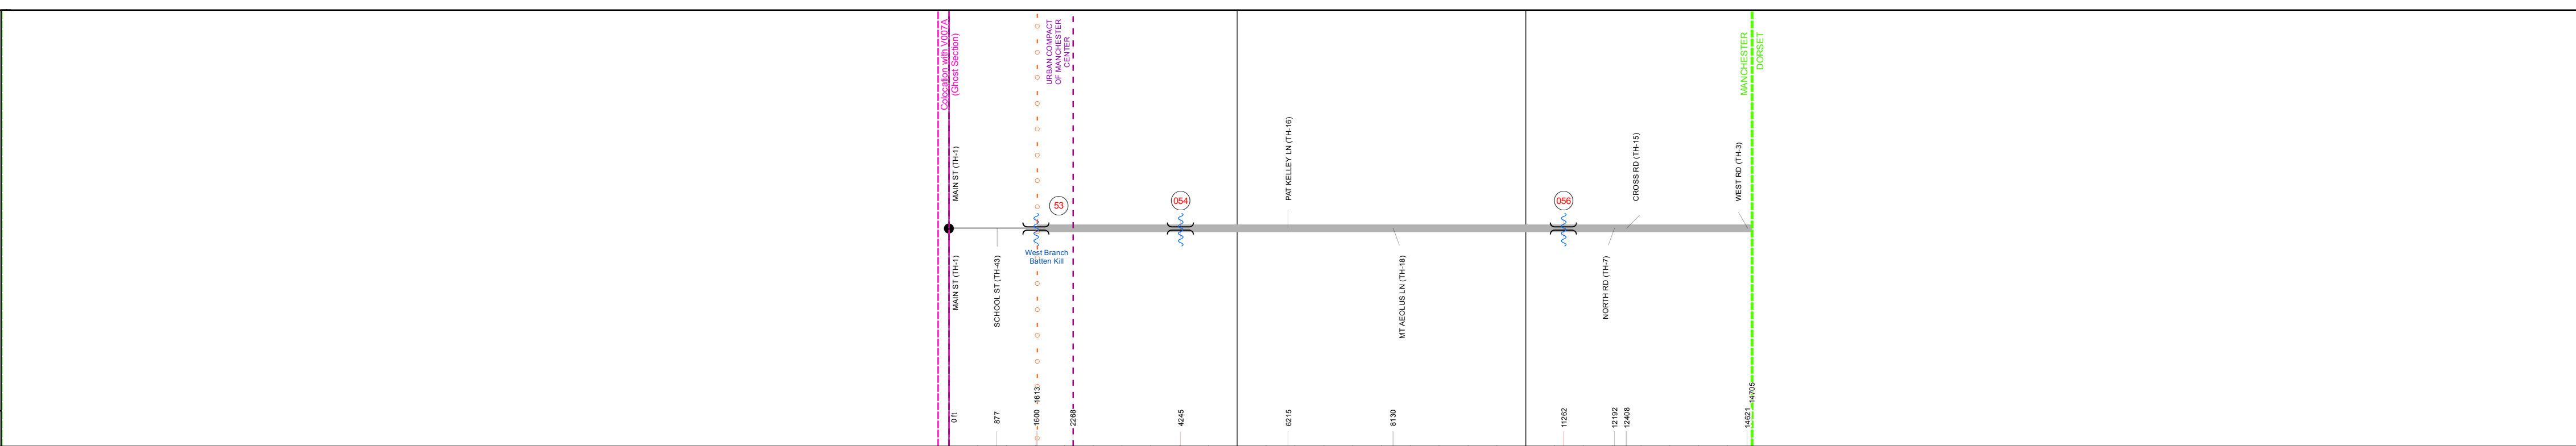 Colocation with V007A
(Ghost Section)
URBAN COMPACT
OF MANCHESTER
CENTER
MANCHESTER
DORSET
MAIN ST (TH-1)
PAT KELLEY LN (TH-16)
CROSS RD (TH-15)
WEST RD (TH-3)
53
054
056
West Branch
Batten Kill
MAIN ST (TH-1)
SCHOOL ST (TH-43)
MT AEOLUS LN (TH-18)
NORTH RD (TH-7)
0 ft
877
1600
1613
2268
4245
6215
8130
11262
12192
12408
14621
14705